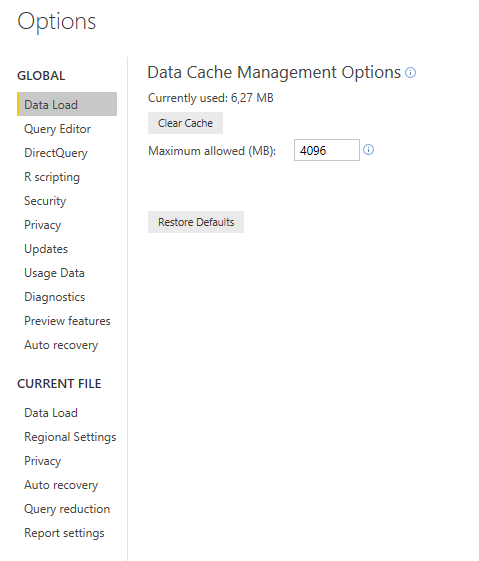 Options
GLOBAL
Data Load
Query Editor
DirectQuery
R scripting
Security
Privacy
Updates
Usage Data
Diagnostics
Preview features
Auto recovery
CURRENT FILE
Data Load
Regional Settings
Privacy
Auto recovery
Query reduction
Report settings
Data Cache Management Options
Currently used: 6,27 MB
Clear Cache
Maximum allowed (MB): 4096
Restore Defaults